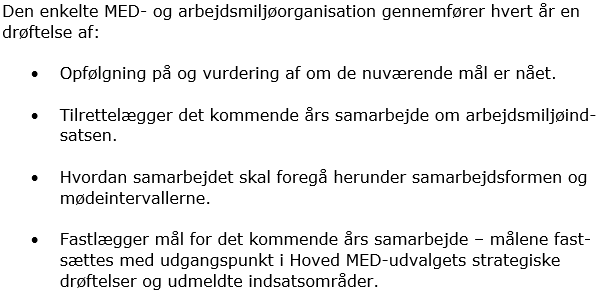 Den enkelte MED- og arbejdsmiljøorganisation gennemfører hvert år en
drøftelse af:
• Opfølgning på og vurdering af om de nuværende mål er nået.
• Tilrettelægger det kommende års samarbejde om arbejdsmiljøind-
satsen.
• Hvordan samarbejdet skal foregå herunder samarbejdsformen og
mødeintervallerne.
• Fastlægger mål for det kommende års samarbejde – målene fast-
sættes med udgangspunkt i Hoved MED-udvalgets strategiske
drøftelser og udmeldte indsatsområder.